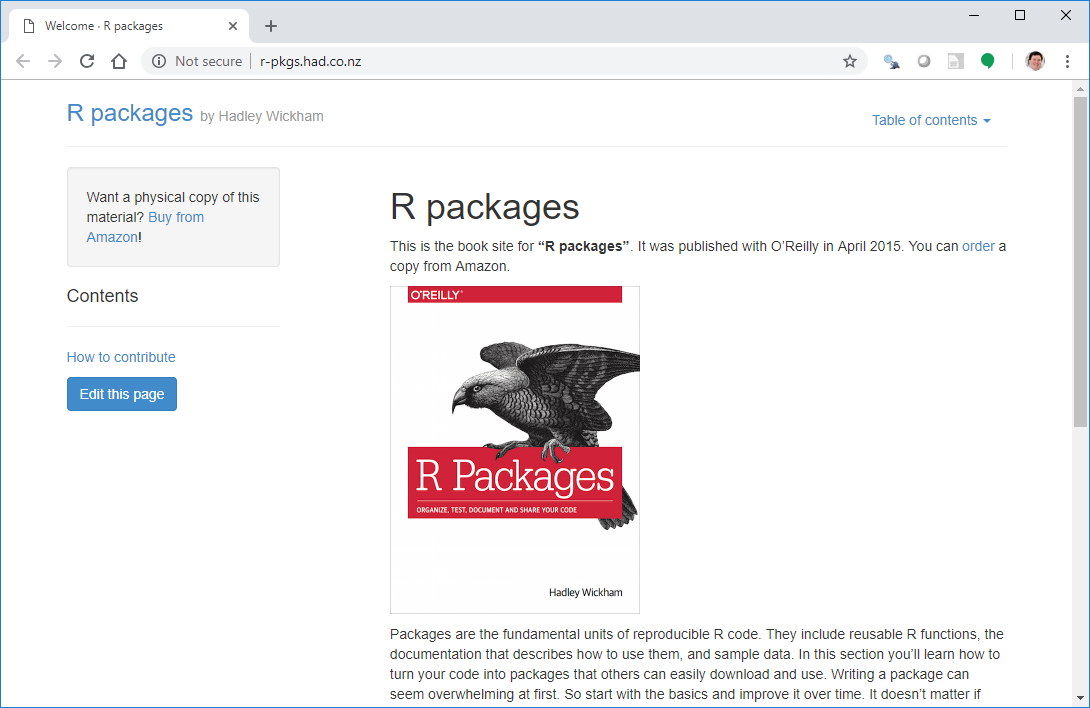 Welcome · R packages
Not secure
r-pkgs.had.co.nz
R packages by Hadley Wickham
Table of contents
Want a physical copy of this
material? Buy from
Amazon!
Contents
How to contribute
Edit this page
R packages
This is the book site for “R packages”. It was published with O’Reilly in April 2015. You can order a
copy from Amazon.
O'REILLY
R Packages
ORGANIZE, TEST, DOCUMENT AND SHARE YOUR CODE
Hadley Wickham
Packages are the fundamental units of reproducible R code. They include reusable R functions, the
documentation that describes how to use them, and sample data. In this section you’ll learn how to
turn your code into packages that others can easily download and use. Writing a package can
seem overwhelming at first. So start with the basics and improve it over time. It doesn’t matter if